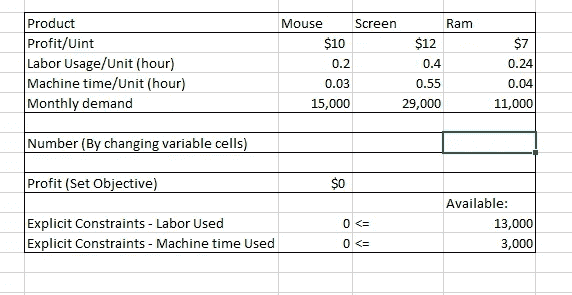 Product Mouse Screen Ram
Profit/Uint $10 $12 $7
Labor Usage/Unit (hour) 0.2 0.4 0.24
Machine time/Unit (hour) 0.03 0.55 0.04
Monthly demand 15,000 29,000 11,000
Number (By changing variable cells)
Profit (Set Objective) $0
Available:
Explicit Constraints - Labor Used 0 <= 13,000
Explicit Constraints - Machine time Used 0 <= 3,000